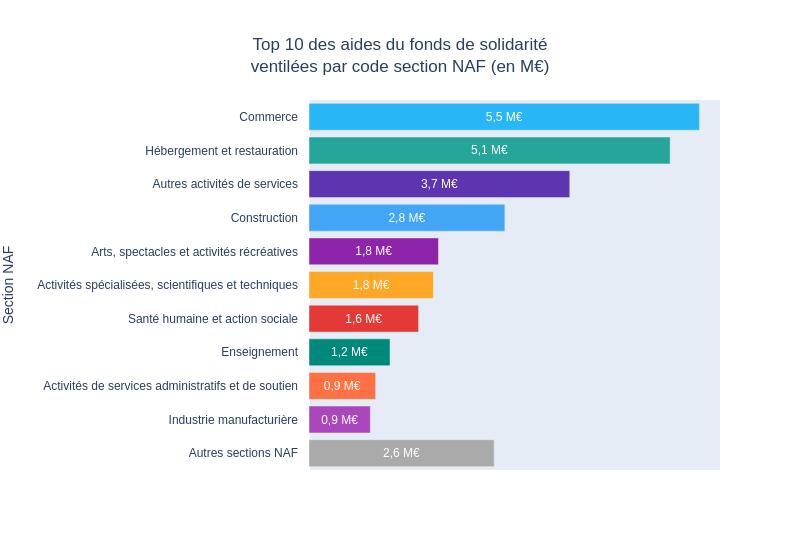 Top 10 des aides du fonds de solidarité
ventilées par code section NAF (en M€)
Section NAF
Commerce 5,5 M€
Hébergement et restauration 5,1 M€
Autres activités de services 3,7 M€
Construction 2,8 M€
Arts, spectacles et activités récréatives 1,8 M€
Activités spécialisées, scientifiques et techniques 1,8 M€
Santé humaine et action sociale 1,6 M€
Enseignement 1,2 M€
Activités de services administratifs et de soutien 0,9 M€
Industrie manufacturière 0,9 M€
Autres sections NAF 2,6 M€